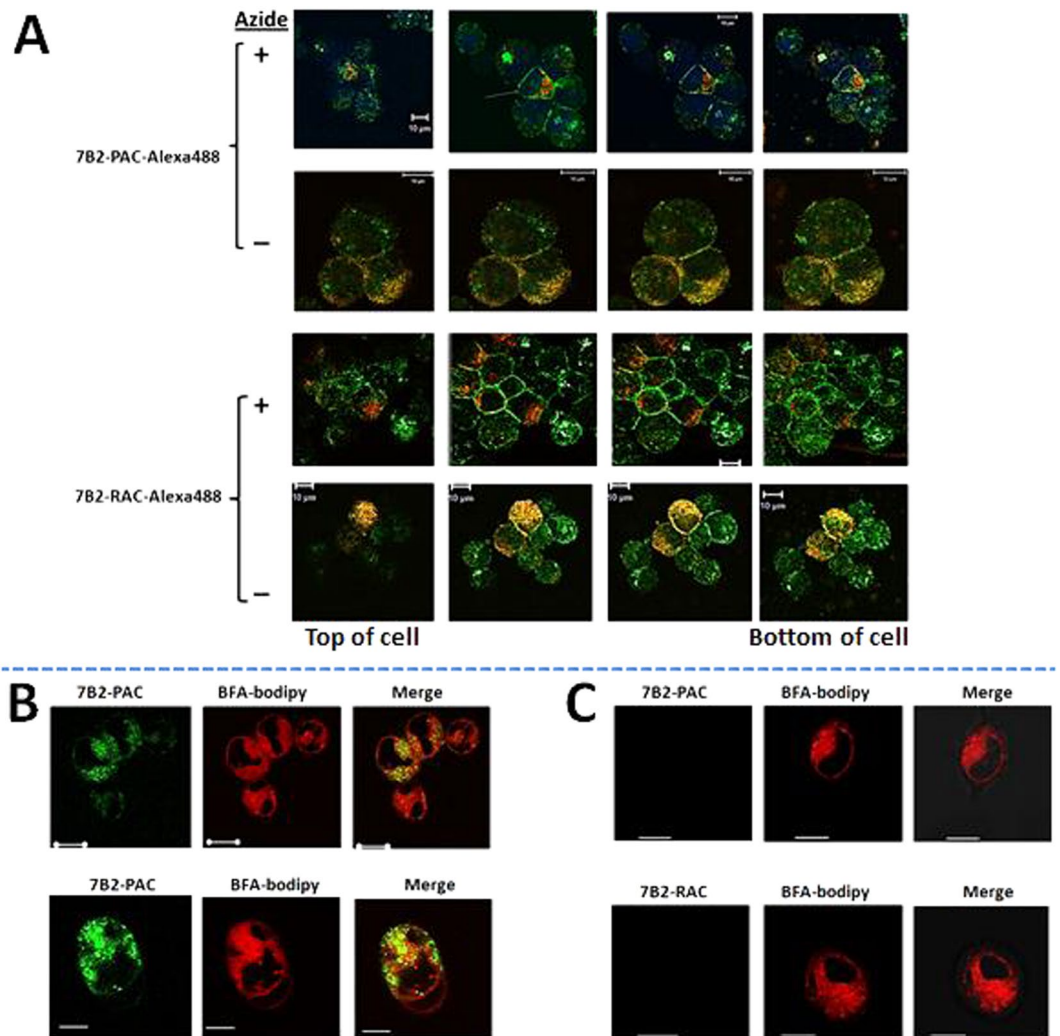 A
Azide
+
7B2-PAC-Alexa488
−
+
7B2-RAC-Alexa488
−
10 µm
10 µm
10 µm
10 µm
10 µm
Top of cell
Bottom of cell
B
7B2-PAC
BFA-bodipy
Merge
7B2-PAC
BFA-bodipy
Merge
C
7B2-PAC
BFA-bodipy
Merge
7B2-RAC
BFA-bodipy
Merge